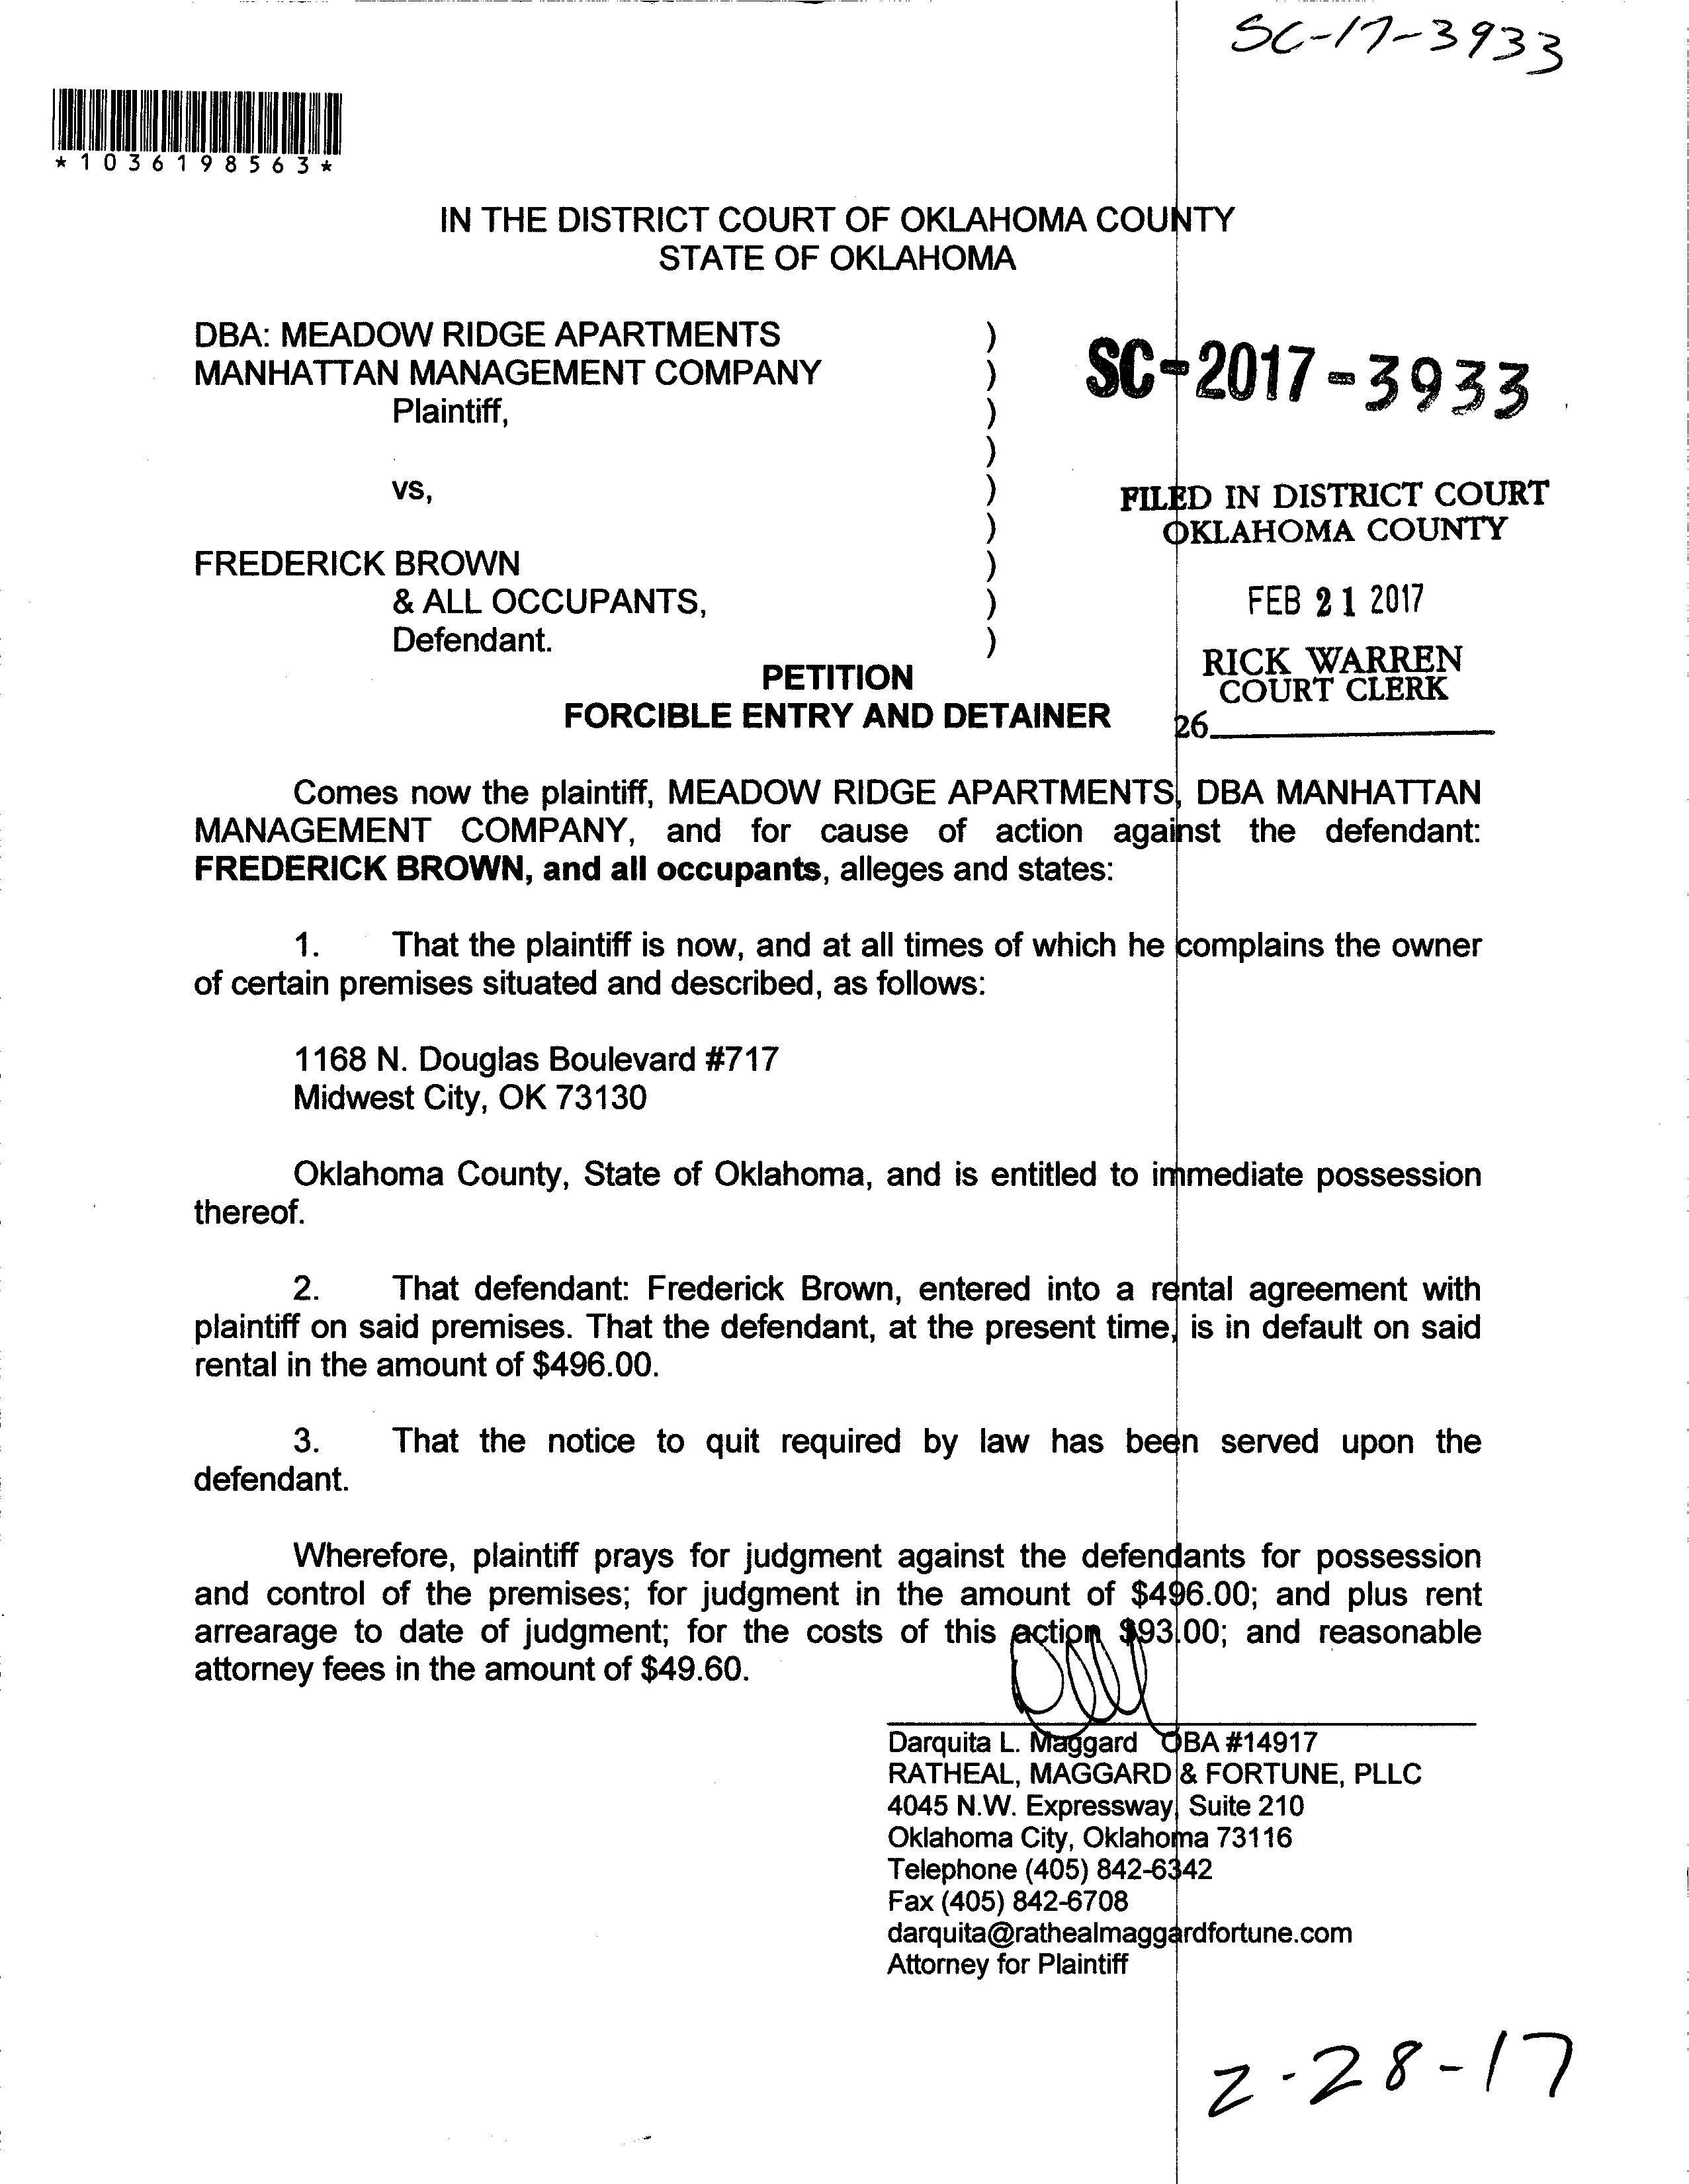 SC-17-3933
*1036198563*
IN THE DISTRICT COURT OF OKLAHOMA COUNTY
STATE OF OKLAHOMA
DBA: MEADOW RIDGE APARTMENTS )
MANHATTAN MANAGEMENT COMPANY ) SC-2017-3933
Plaintiff, )
)
vs, ) FILED IN DISTRICT COURT
) OKLAHOMA COUNTY
FREDERICK BROWN )
& ALL OCCUPANTS, ) FEB 21 2017
Defendant. )
RICK WARREN
COURT CLERK
PETITION
FORCIBLE ENTRY AND DETAINER 26
Comes now the plaintiff, MEADOW RIDGE APARTMENTS, DBA MANHATTAN
MANAGEMENT COMPANY, and for cause of action against the defendant:
FREDERICK BROWN, and all occupants, alleges and states:
1. That the plaintiff is now, and at all times of which he complains the owner
of certain premises situated and described, as follows:
1168 N. Douglas Boulevard #717
Midwest City, OK 73130
Oklahoma County, State of Oklahoma, and is entitled to immediate possession
thereof.
2. That defendant: Frederick Brown, entered into a rental agreement with
plaintiff on said premises. That the defendant, at the present time, is in default on said
rental in the amount of $496.00.
3. That the notice to quit required by law has been served upon the
defendant.
Wherefore, plaintiff prays for judgment against the defendants for possession
and control of the premises; for judgment in the amount of $496.00; and plus rent
arrearage to date of judgment; for the costs of this action $93.00; and reasonable
attorney fees in the amount of $49.60.
Darquita L. Maggard OBA #14917
RATHEAL, MAGGARD & FORTUNE, PLLC
4045 N.W. Expressway, Suite 210
Oklahoma City, Oklahoma 73116
Telephone (405) 842-6342
Fax (405) 842-6708
darquita@rathealmaggardfortune.com
Attorney for Plaintiff
2-28-17